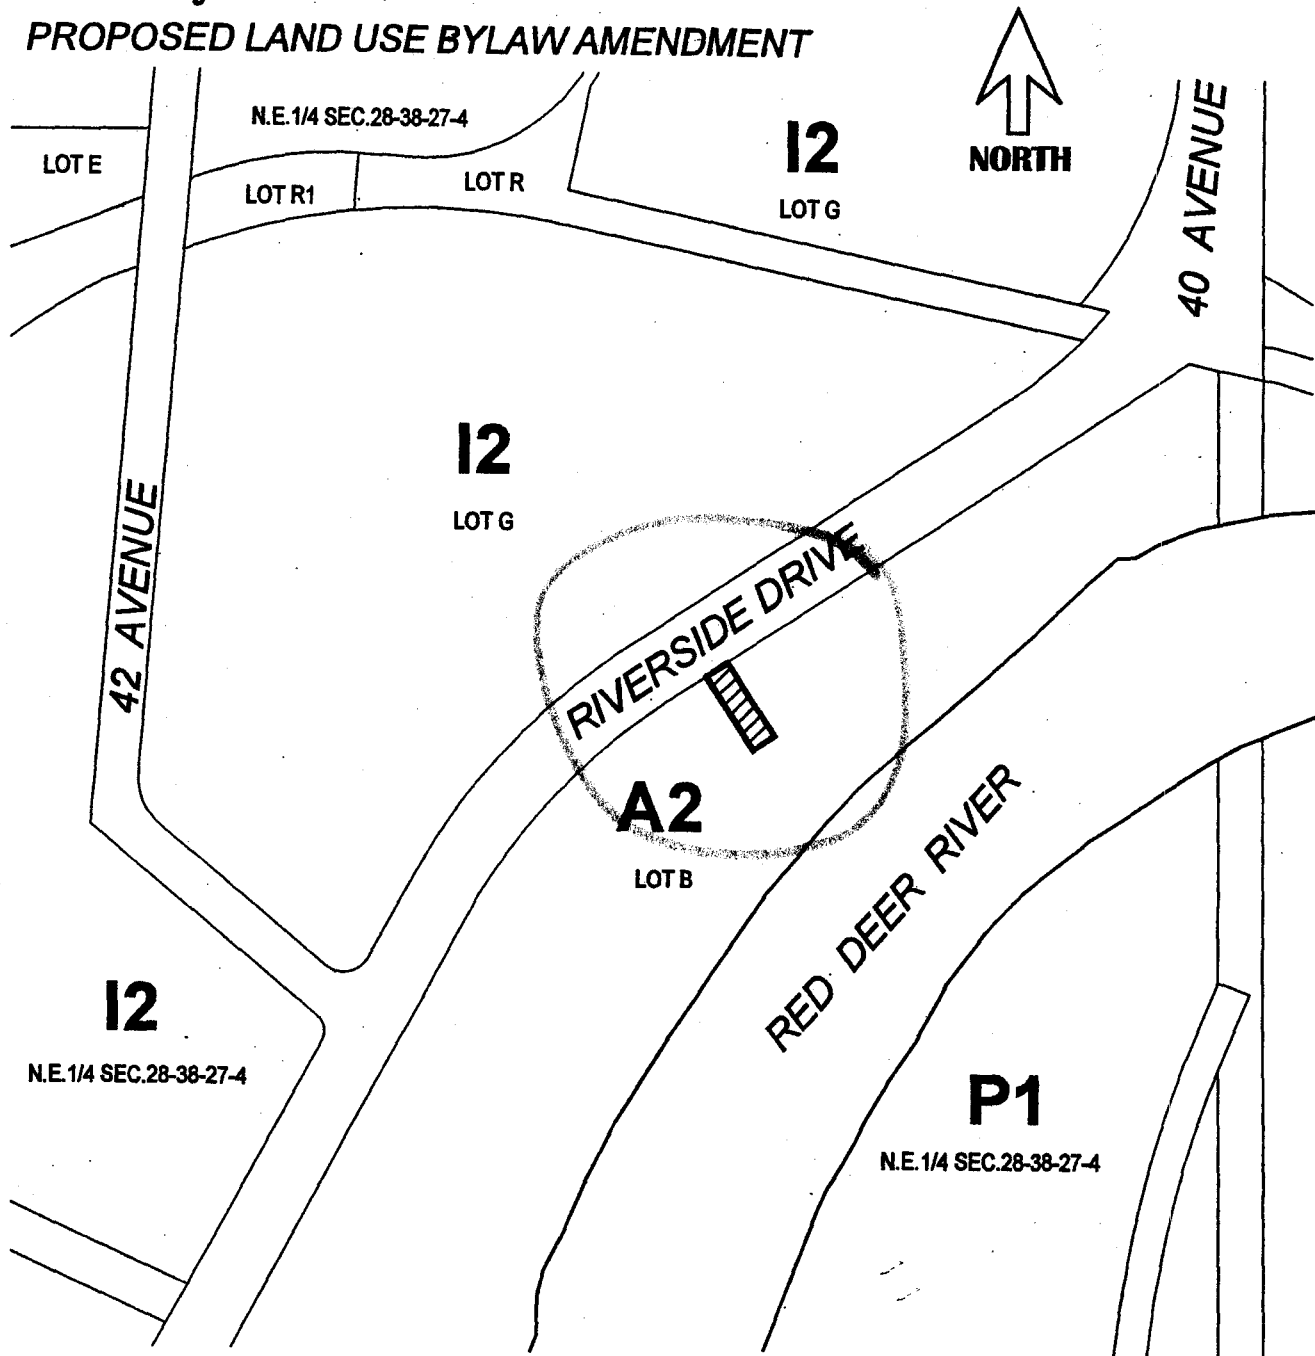 PROPOSED LAND USE BYLAW AMENDMENT
NORTH
N.E.1/4 SEC.28-38-27-4
LOT E
LOT R1
LOT R
I2
LOT G
40 AVENUE
I2
LOT G
42 AVENUE
RIVERSIDE DRIVE
A2
LOT B
RED DEER RIVER
I2
N.E.1/4 SEC.28-38-27-4
P1
N.E.1/4 SEC.28-38-27-4